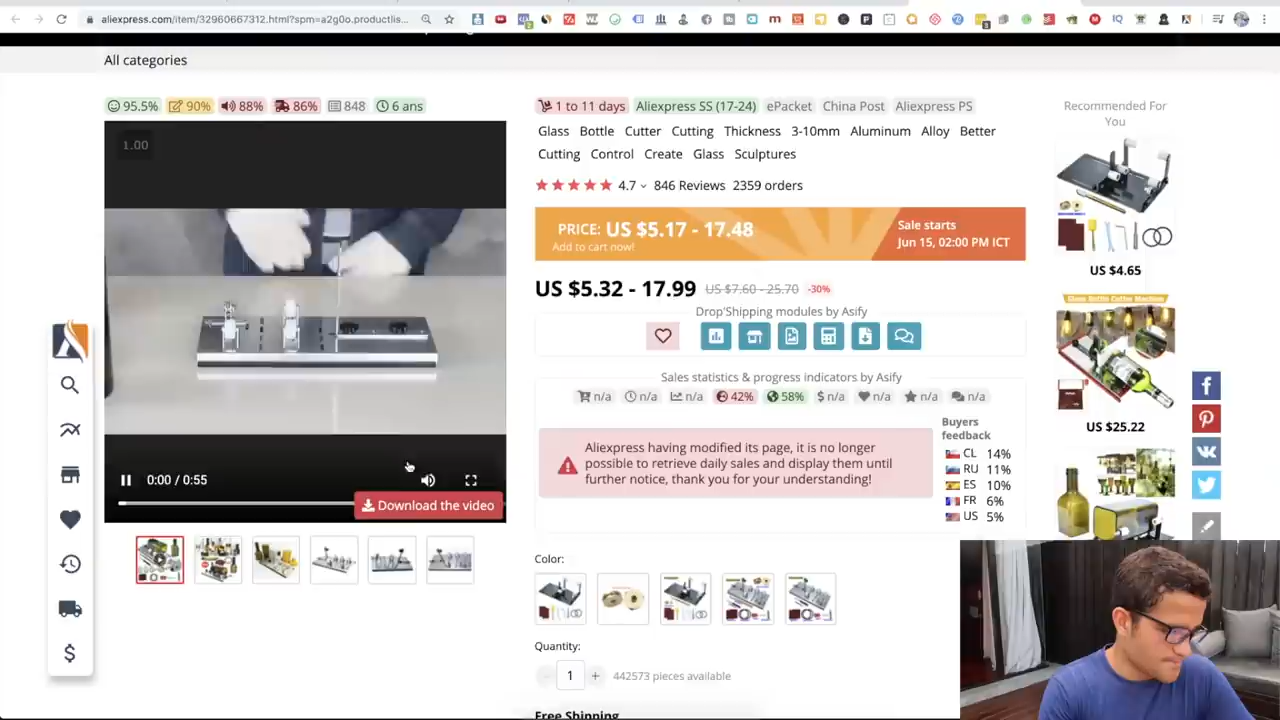 aliexpress.com/item/32960667312.html?spm=a2g0o.productlis...
All categories
95.5% 90% 88% 86% 848 6 ans
1.00
0:00 / 0:55
Download the video
1 to 11 days Aliexpress SS (17-24) ePacket China Post Aliexpress PS
Glass Bottle Cutter Cutting Thickness 3-10mm Aluminum Alloy Better
Cutting Control Create Glass Sculptures
4.7 846 Reviews 2359 orders
PRICE: US $5.17 - 17.48
Add to cart now!
Sale starts
Jun 15, 02:00 PM ICT
US $5.32 - 17.99 US $7.60 - 25.70 -30%
Drop'Shipping modules by Asify
Sales statistics & progress indicators by Asify
n/a n/a n/a 42% 58% n/a n/a n/a n/a
Aliexpress having modified its page, it is no longer
possible to retrieve daily sales and display them until
further notice, thank you for your understanding!
Buyers
feedback
CL 14%
RU 11%
ES 10%
FR 6%
US 5%
Color:
Quantity:
- 1 + 442573 pieces available
Free Shipping
Recommended For
You
US $4.65
Glass Bottle Cutter Machine
US $25.22